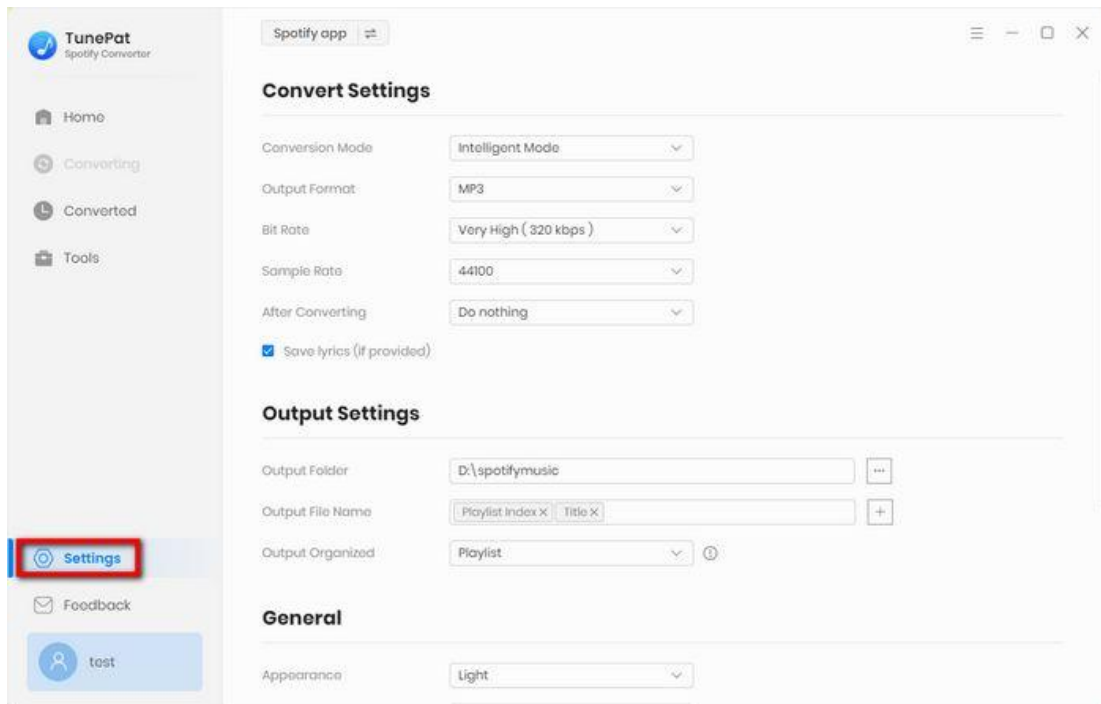 TunePat
Spotify Converter
Spotify app
Home
Converting
Converted
Tools
Settings
Feedback
test
Convert Settings
Conversion Mode Intelligent Mode
Output Format MP3
Bit Rate Very High ( 320 kbps )
Sample Rate 44100
After Converting Do nothing
Save lyrics (if provided)
Output Settings
Output Folder D:\spotifymusic ...
Output File Name Playlist Index × Title × +
Output Organized Playlist
General
Appearance Light